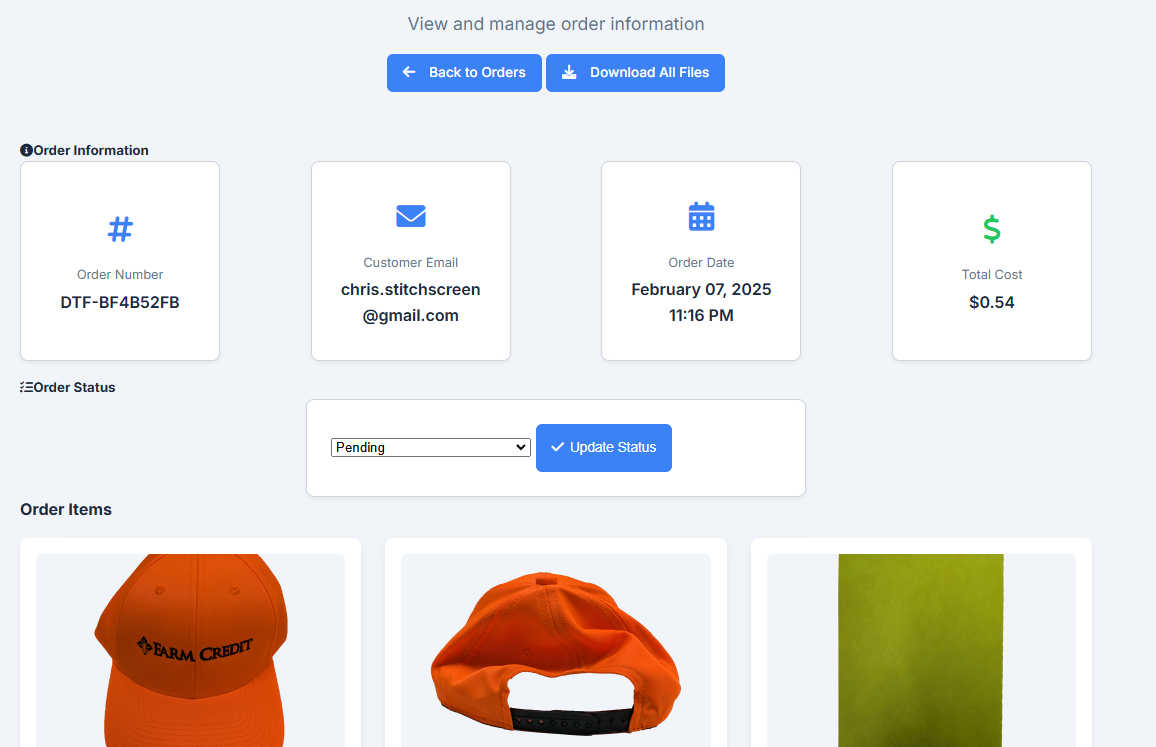 View and manage order information
Back to Orders
Download All Files
Order Information
Order Number
DTF-BF4B52FB
Customer Email
chris.stitchscreen
@gmail.com
Order Date
February 07, 2025
11:16 PM
Total Cost
$0.54
Order Status
Pending
Update Status
Order Items
FARM CREDIT